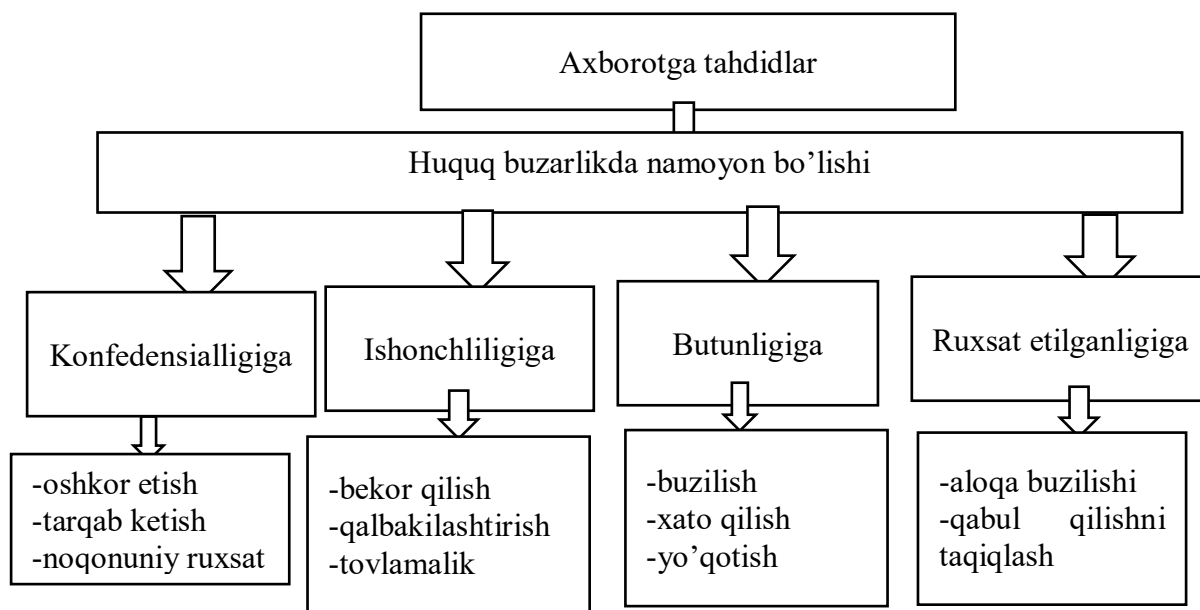 Axborotga tahdidlar
Huquq buzarlikda namoyon bo’lishi
Konfedensialligiga
Ishonchliligiga
Butunligiga
Ruxsat etilganligiga
-oshkor etish
-tarqab ketish
-noqonuniy ruxsat
-bekor qilish
-qalbakilashtirish
-tovlamalik
-buzilish
-xato qilish
-yo’qotish
-aloqa buzilishi
-qabul qilishni
taqiqlash